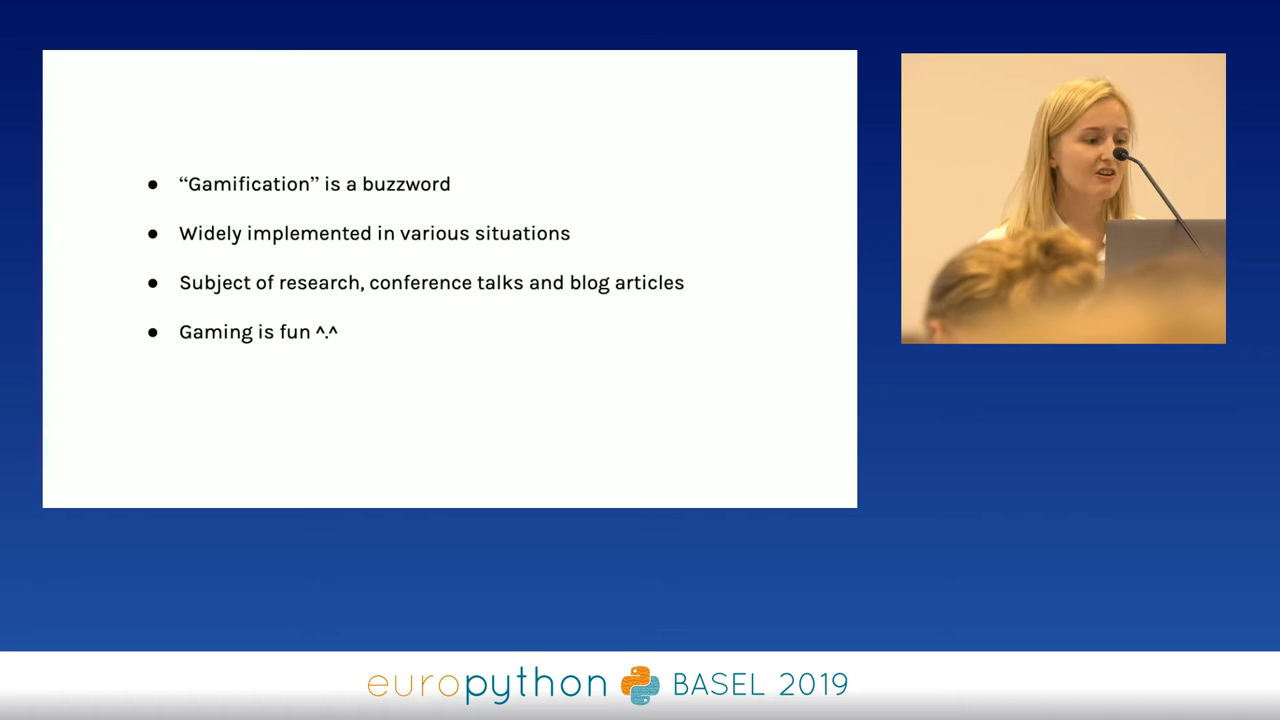 ● “Gamification” is a buzzword
● Widely implemented in various situations
● Subject of research, conference talks and blog articles
● Gaming is fun ^.^
europython BASEL 2019